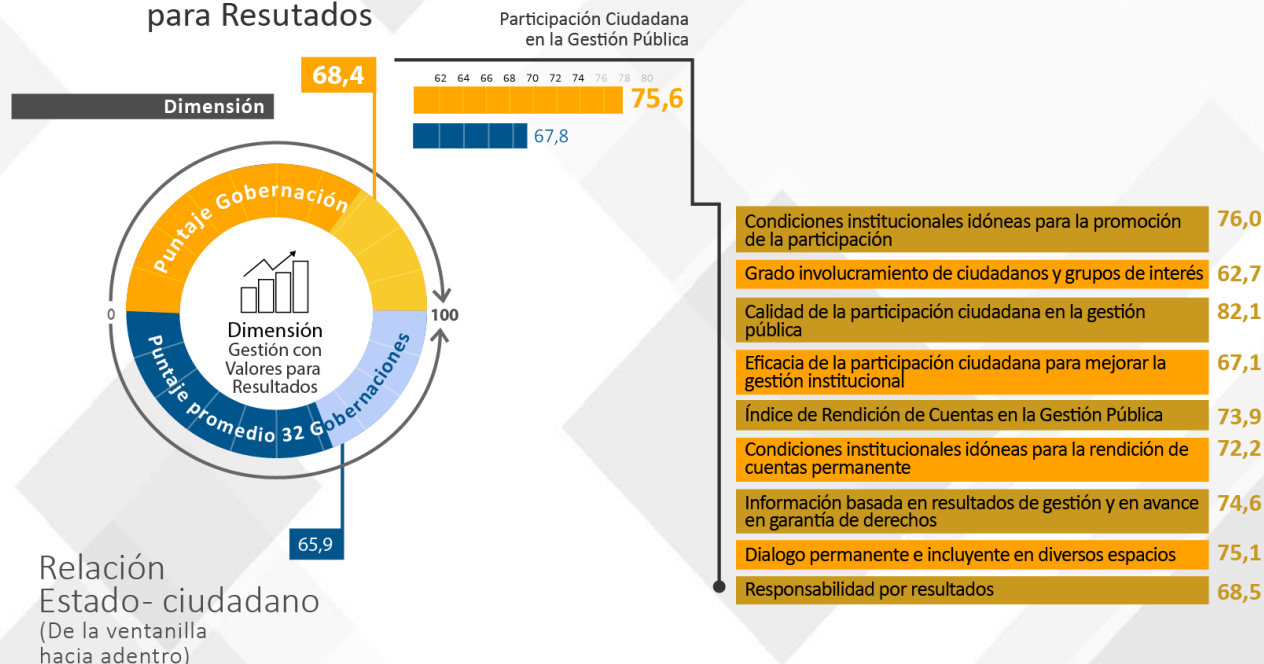 para Resutados
Participación Ciudadana
en la Gestión Pública
68,4
62 64 66 68 70 72 74 76 78 80
75,6
Dimensión
67,8
Puntaje Gobernación
0
100
Dimensión
Gestión con
Valores para
Resultados
Puntaje promedio 32 Gobernaciones
65,9
Condiciones institucionales idóneas para la promoción
de la participación
76,0
Grado involucramiento de ciudadanos y grupos de interés
62,7
Calidad de la participación ciudadana en la gestión
pública
82,1
Eficacia de la participación ciudadana para mejorar la
gestión institucional
67,1
Índice de Rendición de Cuentas en la Gestión Pública
73,9
Condiciones institucionales idóneas para la rendición de
cuentas permanente
72,2
Información basada en resultados de gestión y en avance
en garantía de derechos
74,6
Dialogo permanente e incluyente en diversos espacios
75,1
Responsabilidad por resultados
68,5
Relación
Estado- ciudadano
(De la ventanilla
hacia adentro)